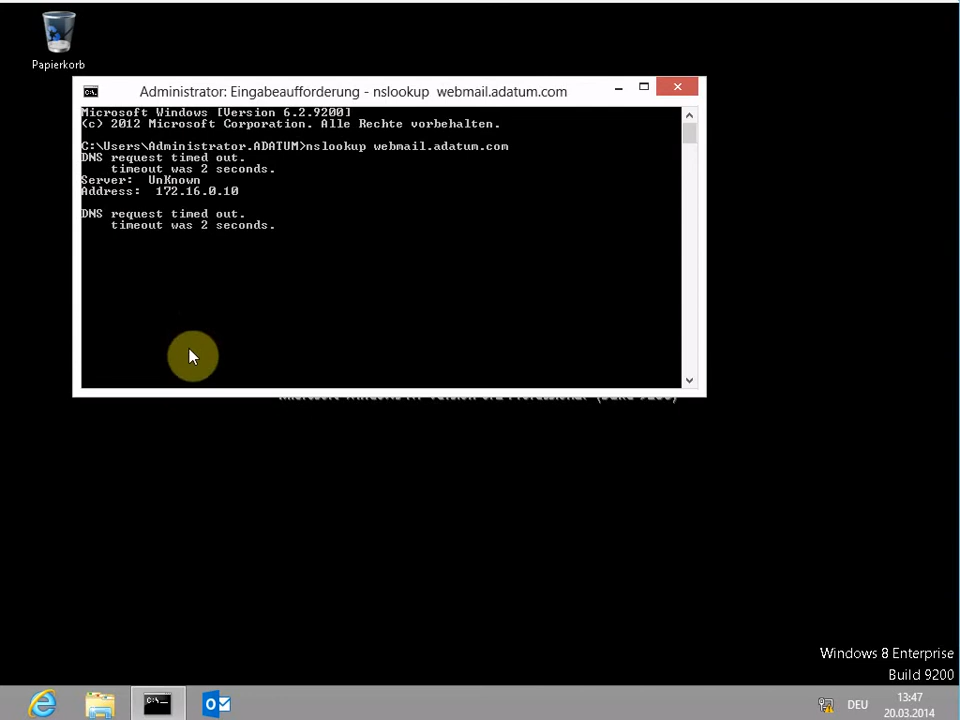 Papierkorb
Administrator: Eingabeaufforderung - nslookup webmail.adatum.com
Microsoft Windows [Version 6.2.9200]
(c) 2012 Microsoft Corporation. Alle Rechte vorbehalten.
C:\Users\Administrator.ADATUM>nslookup webmail.adatum.com
DNS request timed out.
timeout was 2 seconds.
Server: UnKnown
Address: 172.16.0.10
DNS request timed out.
timeout was 2 seconds.
Windows 8 Enterprise
Build 9200
DEU
13:47
20.03.2014